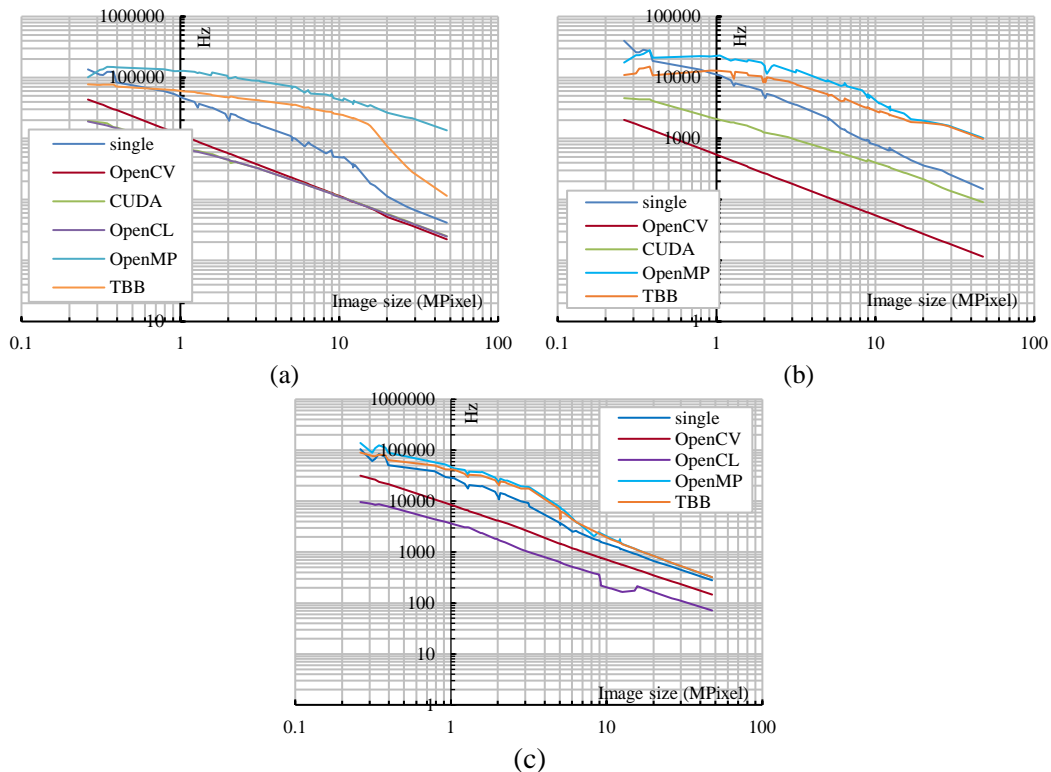 1000000
Hz
100000
single
OpenCV
CUDA
OpenCL
OpenMP
TBB
Image size (MPixel)
10
0.1 1 10 100
(a)
100000
Hz
10000
1000
single
OpenCV
CUDA
OpenMP
TBB
Image size (MPixel)
1
0.1 1 10 100
(b)
1000000
Hz
100000
10000
1000
100
10
1
single
OpenCV
OpenCL
OpenMP
TBB
Image size (MPixel)
0.1 1 10 100
(c)